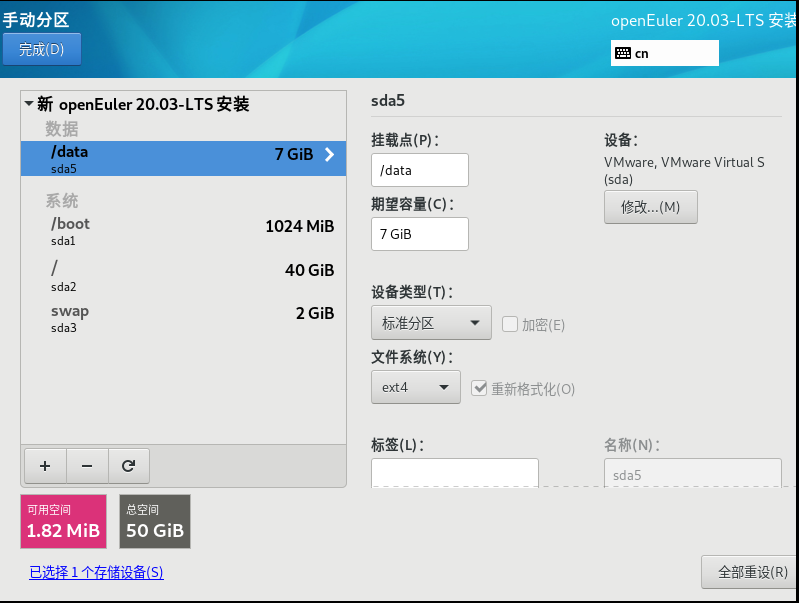 手动分区
openEuler 20.03-LTS 安装
完成(D)
cn
新 openEuler 20.03-LTS 安装
数据
/data
7 GiB
sda5
系统
/boot
1024 MiB
sda1
/
40 GiB
sda2
swap
2 GiB
sda3
sda5
挂载点(P)：
/data
期望容量(C)：
7 GiB
设备：
VMware, VMware Virtual S
(sda)
修改...(M)
设备类型(T)：
标准分区
加密(E)
文件系统(Y)：
ext4
重新格式化(O)
标签(L)：
名称(N)：
sda5
可用空间
1.82 MiB
总空间
50 GiB
已选择 1 个存储设备(S)
全部重设(R)